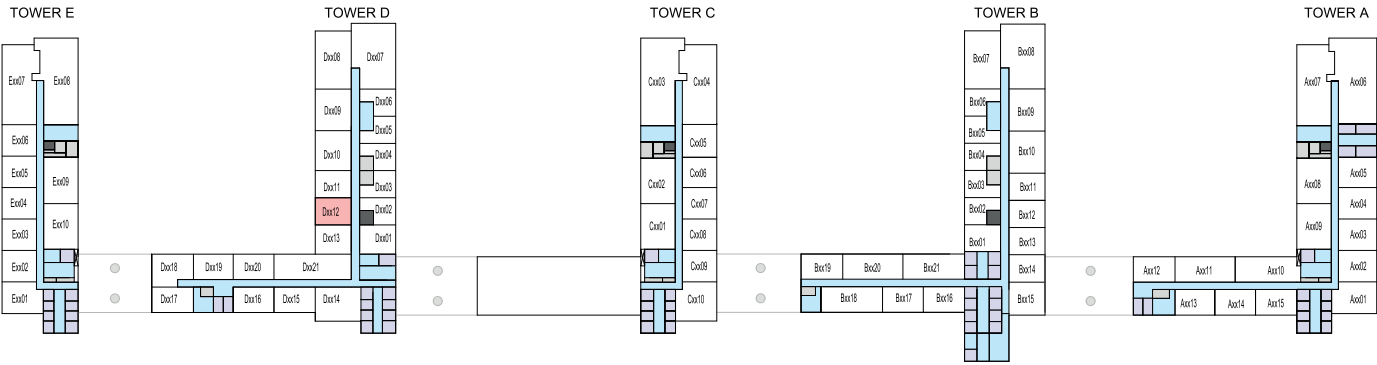 TOWER E
TOWER D
TOWER C
TOWER B
TOWER A
Exx07
Exx08
Exx06
Exx05
Exx09
Exx04
Exx10
Exx03
Exx02
Exx01
Dxx08
Dxx07
Dxx09
Dxx06
Dxx05
Dxx10
Dxx04
Dxx11
Dxx03
Dxx12
Dxx02
Dxx13
Dxx01
Dxx18
Dxx19
Dxx20
Dxx21
Dxx17
Dxx16
Dxx15
Dxx14
Cxx03
Cxx04
Cxx05
Cxx02
Cxx06
Cxx07
Cxx01
Cxx08
Cxx09
Cxx10
Bxx07
Bxx08
Bxx06
Bxx09
Bxx05
Bxx04
Bxx10
Bxx03
Bxx11
Bxx02
Bxx12
Bxx01
Bxx13
Bxx19
Bxx20
Bxx21
Bxx14
Bxx18
Bxx17
Bxx16
Bxx15
Axx07
Axx06
Axx05
Axx08
Axx04
Axx09
Axx03
Axx12
Axx11
Axx10
Axx02
Axx13
Axx14
Axx15
Axx01